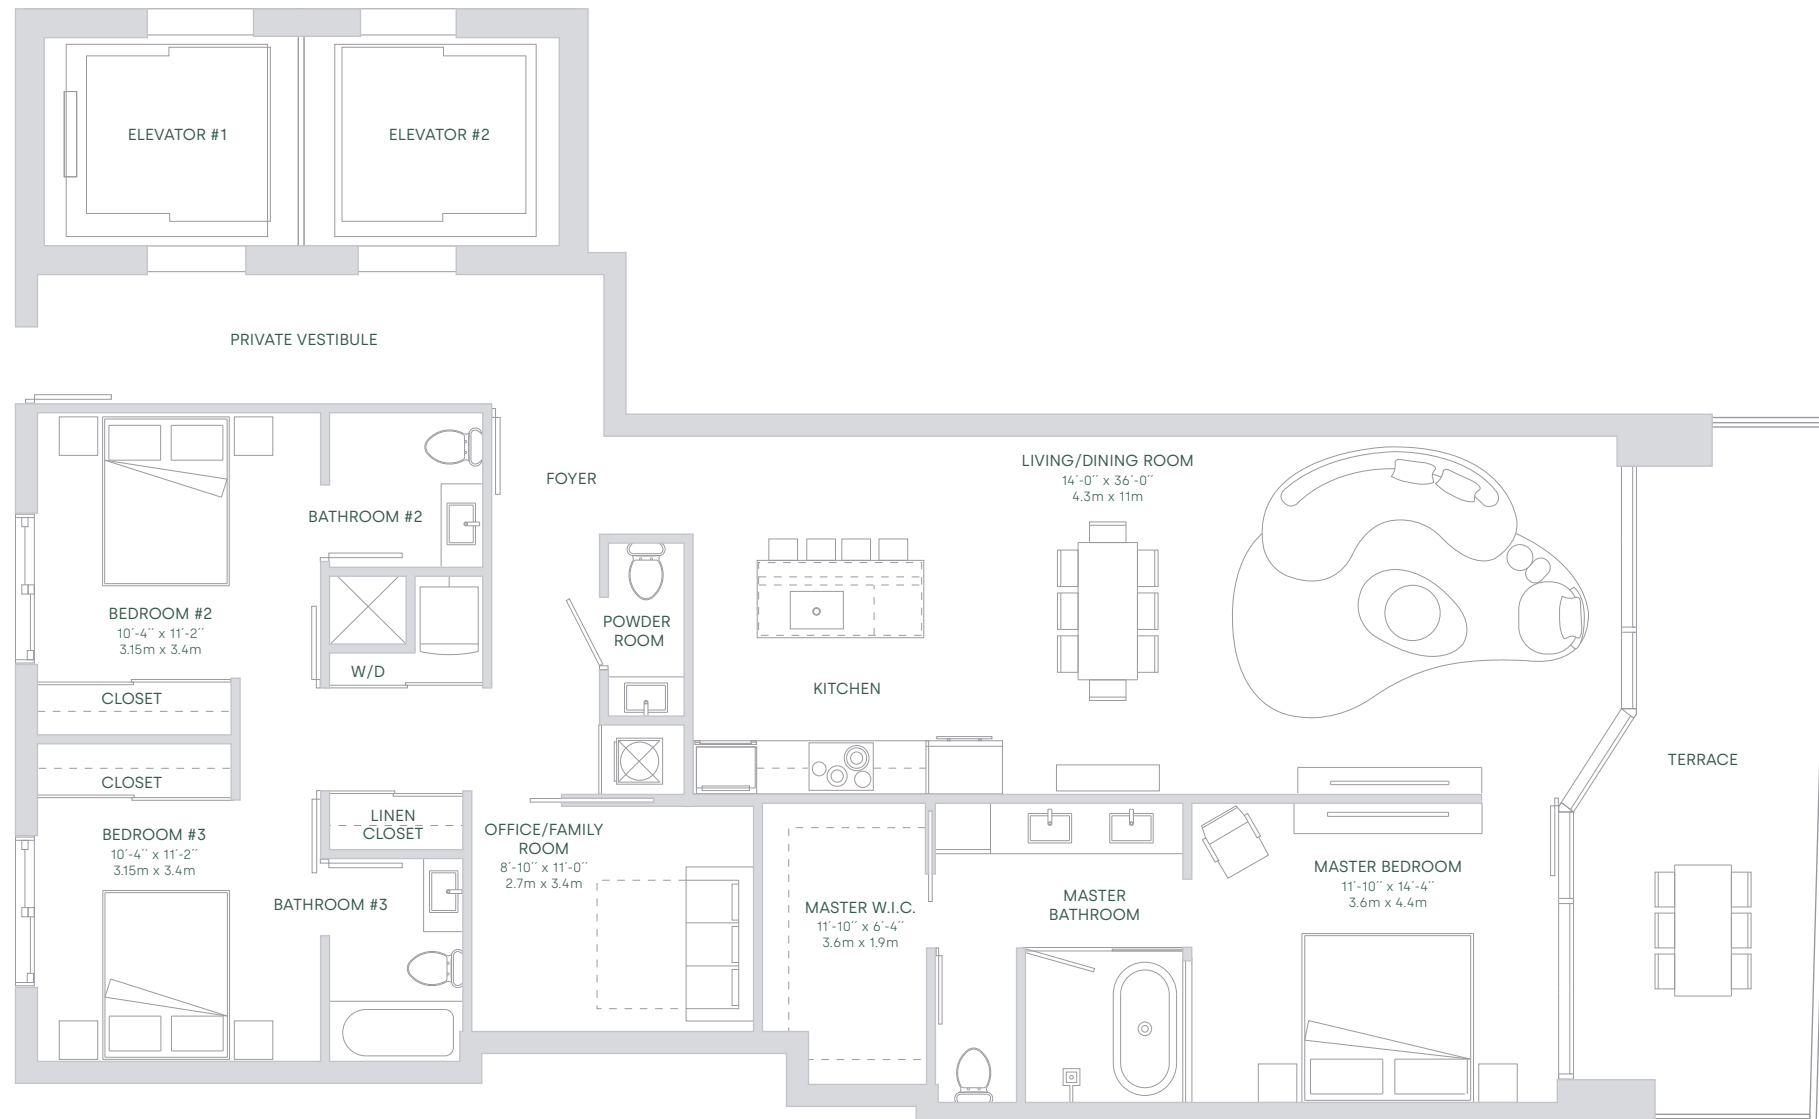 ELEVATOR #1
ELEVATOR #2
PRIVATE VESTIBULE
FOYER
LIVING/DINING ROOM
14´-0´´ x 36´-0´´
4.3m x 11m
BATHROOM #2
BEDROOM #2
10´-4´´ x 11´-2´´
3.15m x 3.4m
POWDER
ROOM
W/D
CLOSET
KITCHEN
TERRACE
CLOSET
LINEN
CLOSET
BEDROOM #3
10´-4´´ x 11´-2´´
3.15m x 3.4m
OFFICE/FAMILY
ROOM
8´-10´´ x 11´-0´´
2.7m x 3.4m
BATHROOM #3
MASTER W.I.C.
11´-10´´ x 6´-4´´
3.6m x 1.9m
MASTER
BATHROOM
MASTER BEDROOM
11´-10´´ x 14´-4´´
3.6m x 4.4m